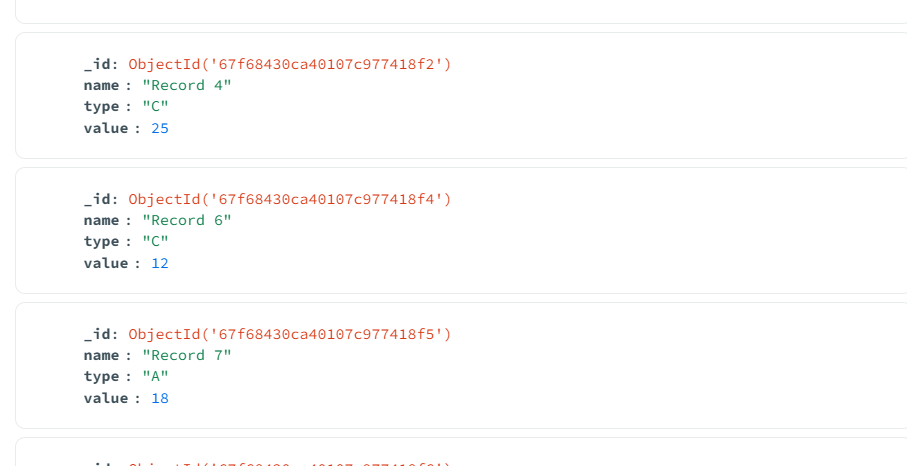 _id: ObjectId('67f68430ca40107c977418f2')
name : "Record 4"
type : "C"
value : 25
_id: ObjectId('67f68430ca40107c977418f4')
name : "Record 6"
type : "C"
value : 12
_id: ObjectId('67f68430ca40107c977418f5')
name : "Record 7"
type : "A"
value : 18